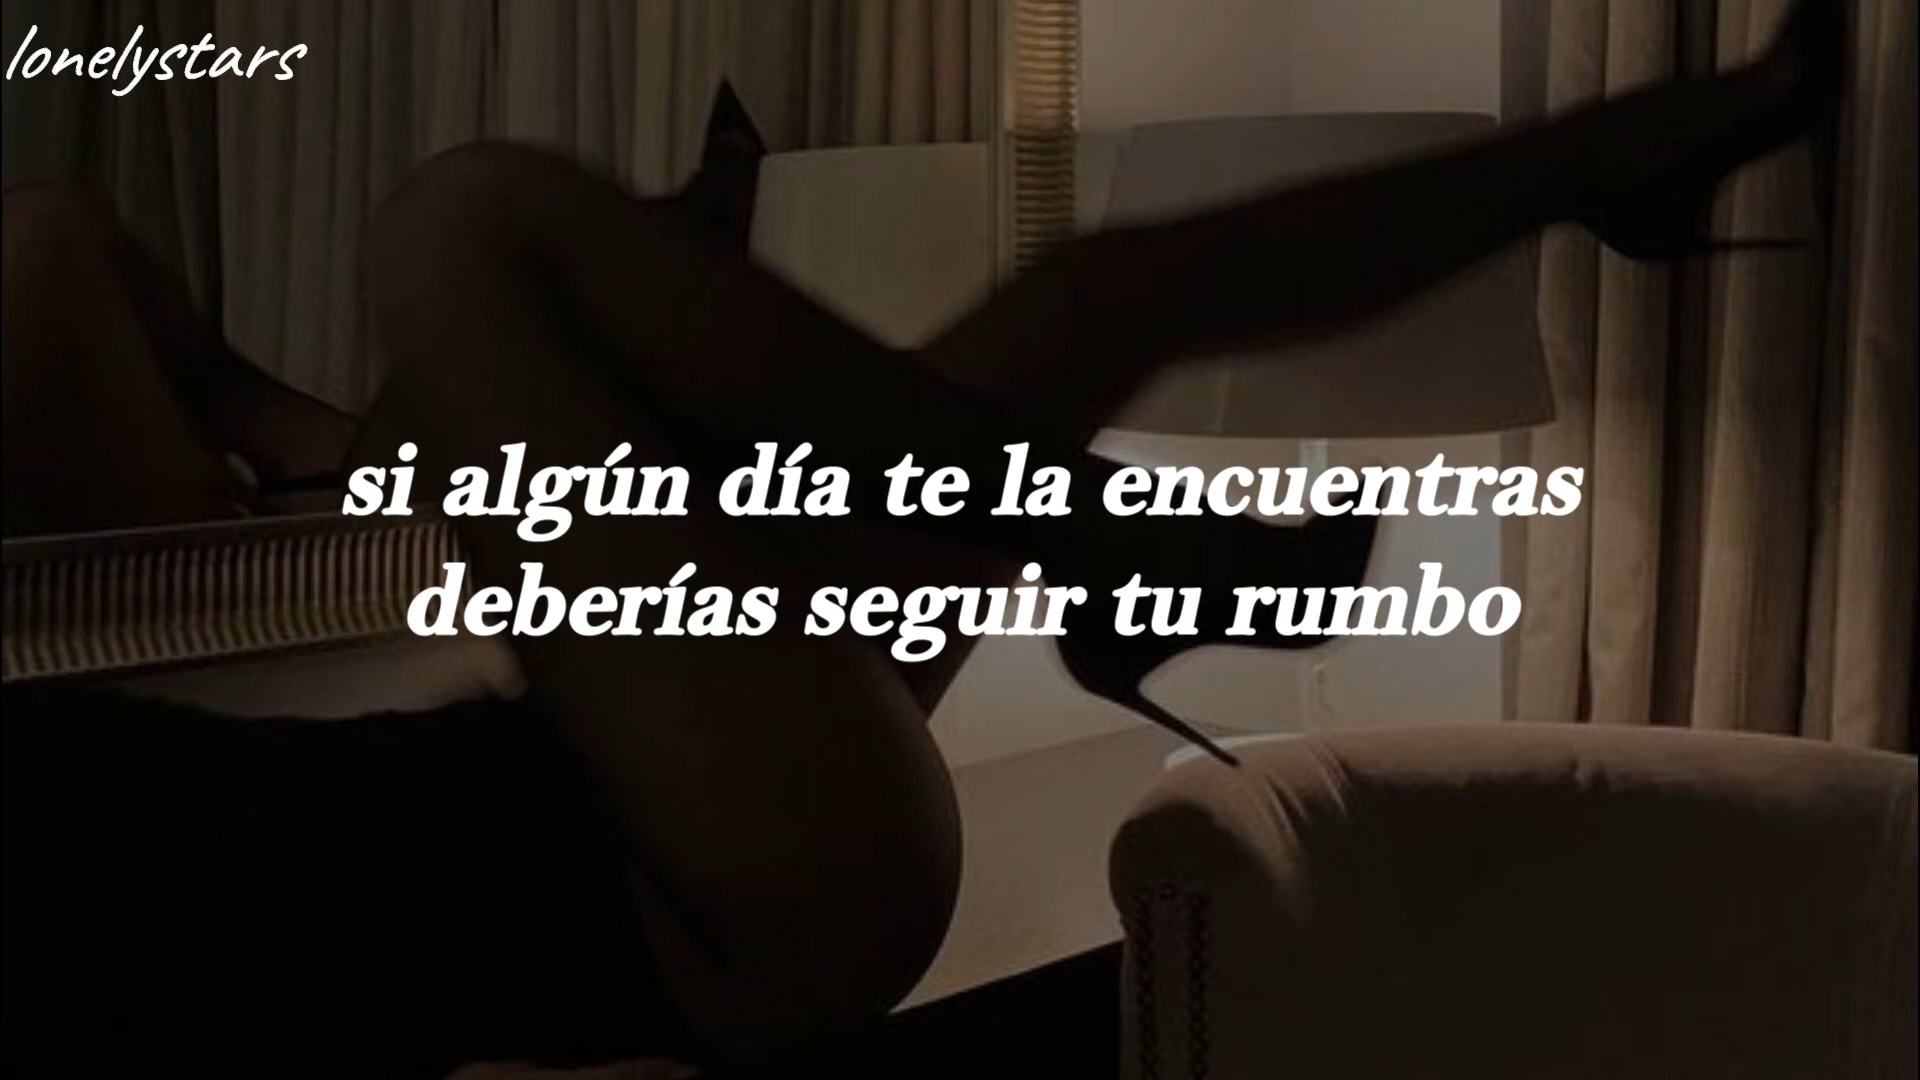 lonelystars
si algún día te la encuentras
deberías seguir tu rumbo